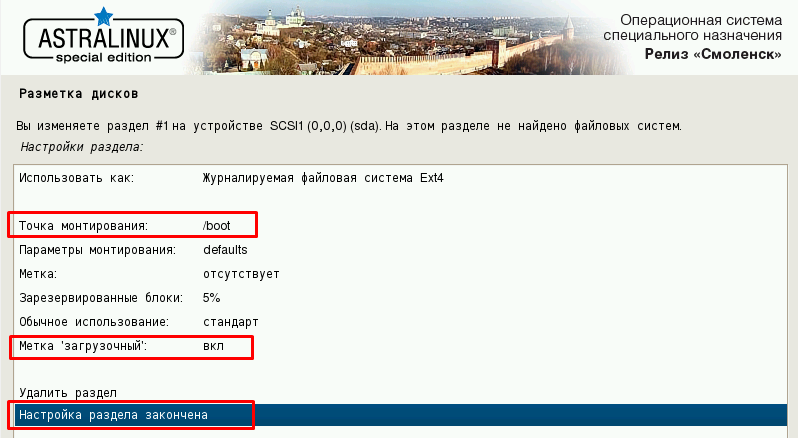 ASTRALINUX®
special edition
Операционная система
специального назначения
Релиз «Смоленск»
Разметка дисков
Вы изменяете раздел #1 на устройстве SCSI1 (0,0,0) (sda). На этом разделе не найдено файловых систем.
Настройки раздела:
Использовать как: Журналируемая файловая система Ext4
Точка монтирования: /boot
Параметры монтирования: defaults
Метка: отсутствует
Зарезервированные блоки: 5%
Обычное использование: стандарт
Метка 'загрузочный': вкл
Удалить раздел
Настройка раздела закончена